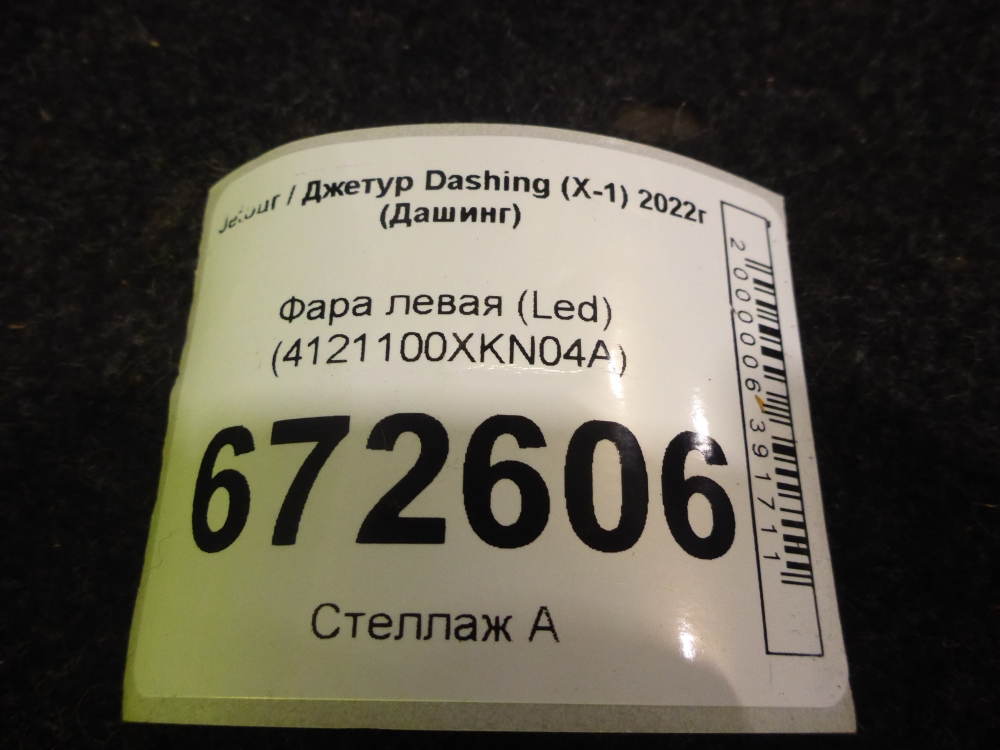 Jetour / Джетур Dashing (X-1) 2022г
(Дашинг)
Фара левая (Led)
(4121100XKN04A)
672606
Стеллаж А
2000006391711